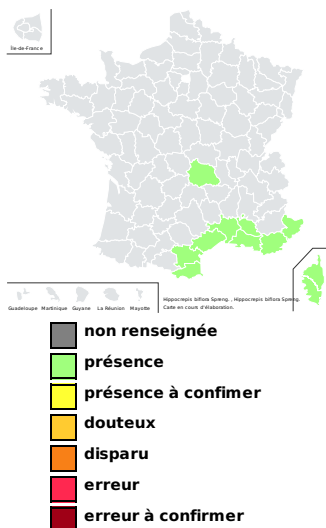 Île-de-France
Guadeloupe Martinique Guyane La Réunion Mayotte
Hippocrepis biflora Spreng. , Hippocrepis biflora Spreng.
Carte en cours d'élaboration.
non renseignée
présence
présence à confimer
douteux
disparu
erreur
erreur à confirmer